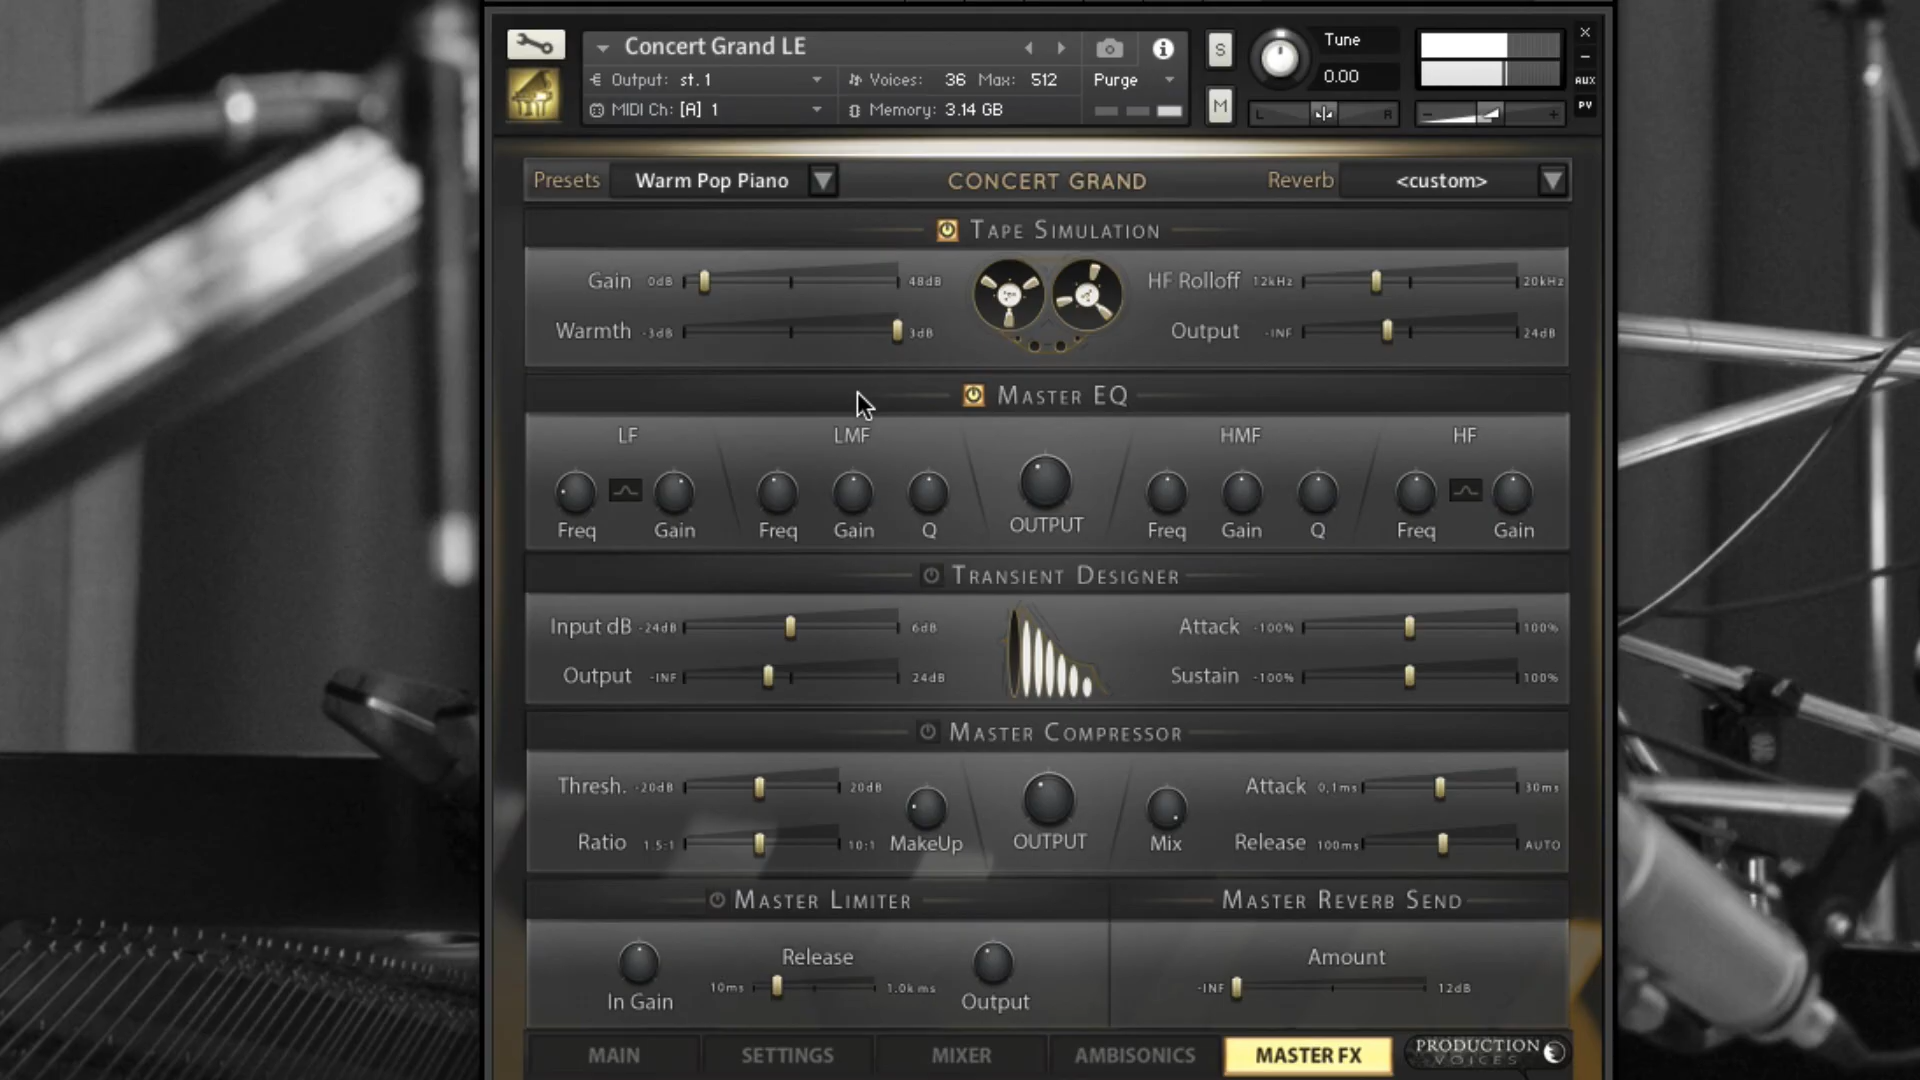 Concert Grand LE
Output: st. 1
Voices: 36 Max: 512
Purge
MIDI Ch: [A] 1
Memory: 3.14 GB
S
M
Tune
0.00
L R
- +
×
-
AUX
PV
Presets Warm Pop Piano CONCERT GRAND Reverb <custom>
TAPE SIMULATION
Gain 0dB 48dB HF Rolloff 12kHz 20kHz
Warmth -3dB 3dB Output -INF 24dB
MASTER EQ
LF LMF HMF HF
Freq Gain Freq Gain Q OUTPUT Freq Gain Q Freq Gain
TRANSIENT DESIGNER
Input dB -24dB 6dB Attack -100% 100%
Output -INF 24dB Sustain -100% 100%
MASTER COMPRESSOR
Thresh. -20dB 20dB MakeUp OUTPUT Mix Attack 0,1ms 30ms
Ratio 1.5:1 10:1 Release 100ms AUTO
MASTER LIMITER MASTER REVERB SEND
In Gain Release 10ms 1.0k ms Output Amount -INF 12dB
MAIN SETTINGS MIXER AMBISONICS MASTER FX PRODUCTION VOICES